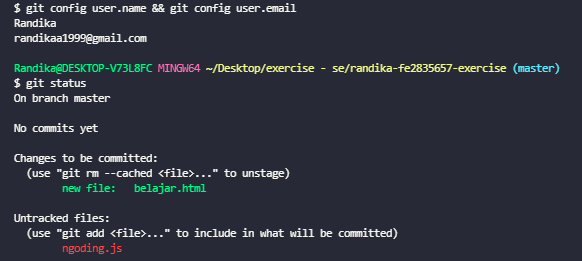 $ git config user.name && git config user.email
Randika
randikaa1999@gmail.com
Randika@DESKTOP-V73L8FC MINGW64 ~/Desktop/exercise - se/randika-fe2835657-exercise (master)
$ git status
On branch master
No commits yet
Changes to be committed:
(use "git rm --cached <file>..." to unstage)
new file: belajar.html
Untracked files:
(use "git add <file>..." to include in what will be committed)
ngoding.js